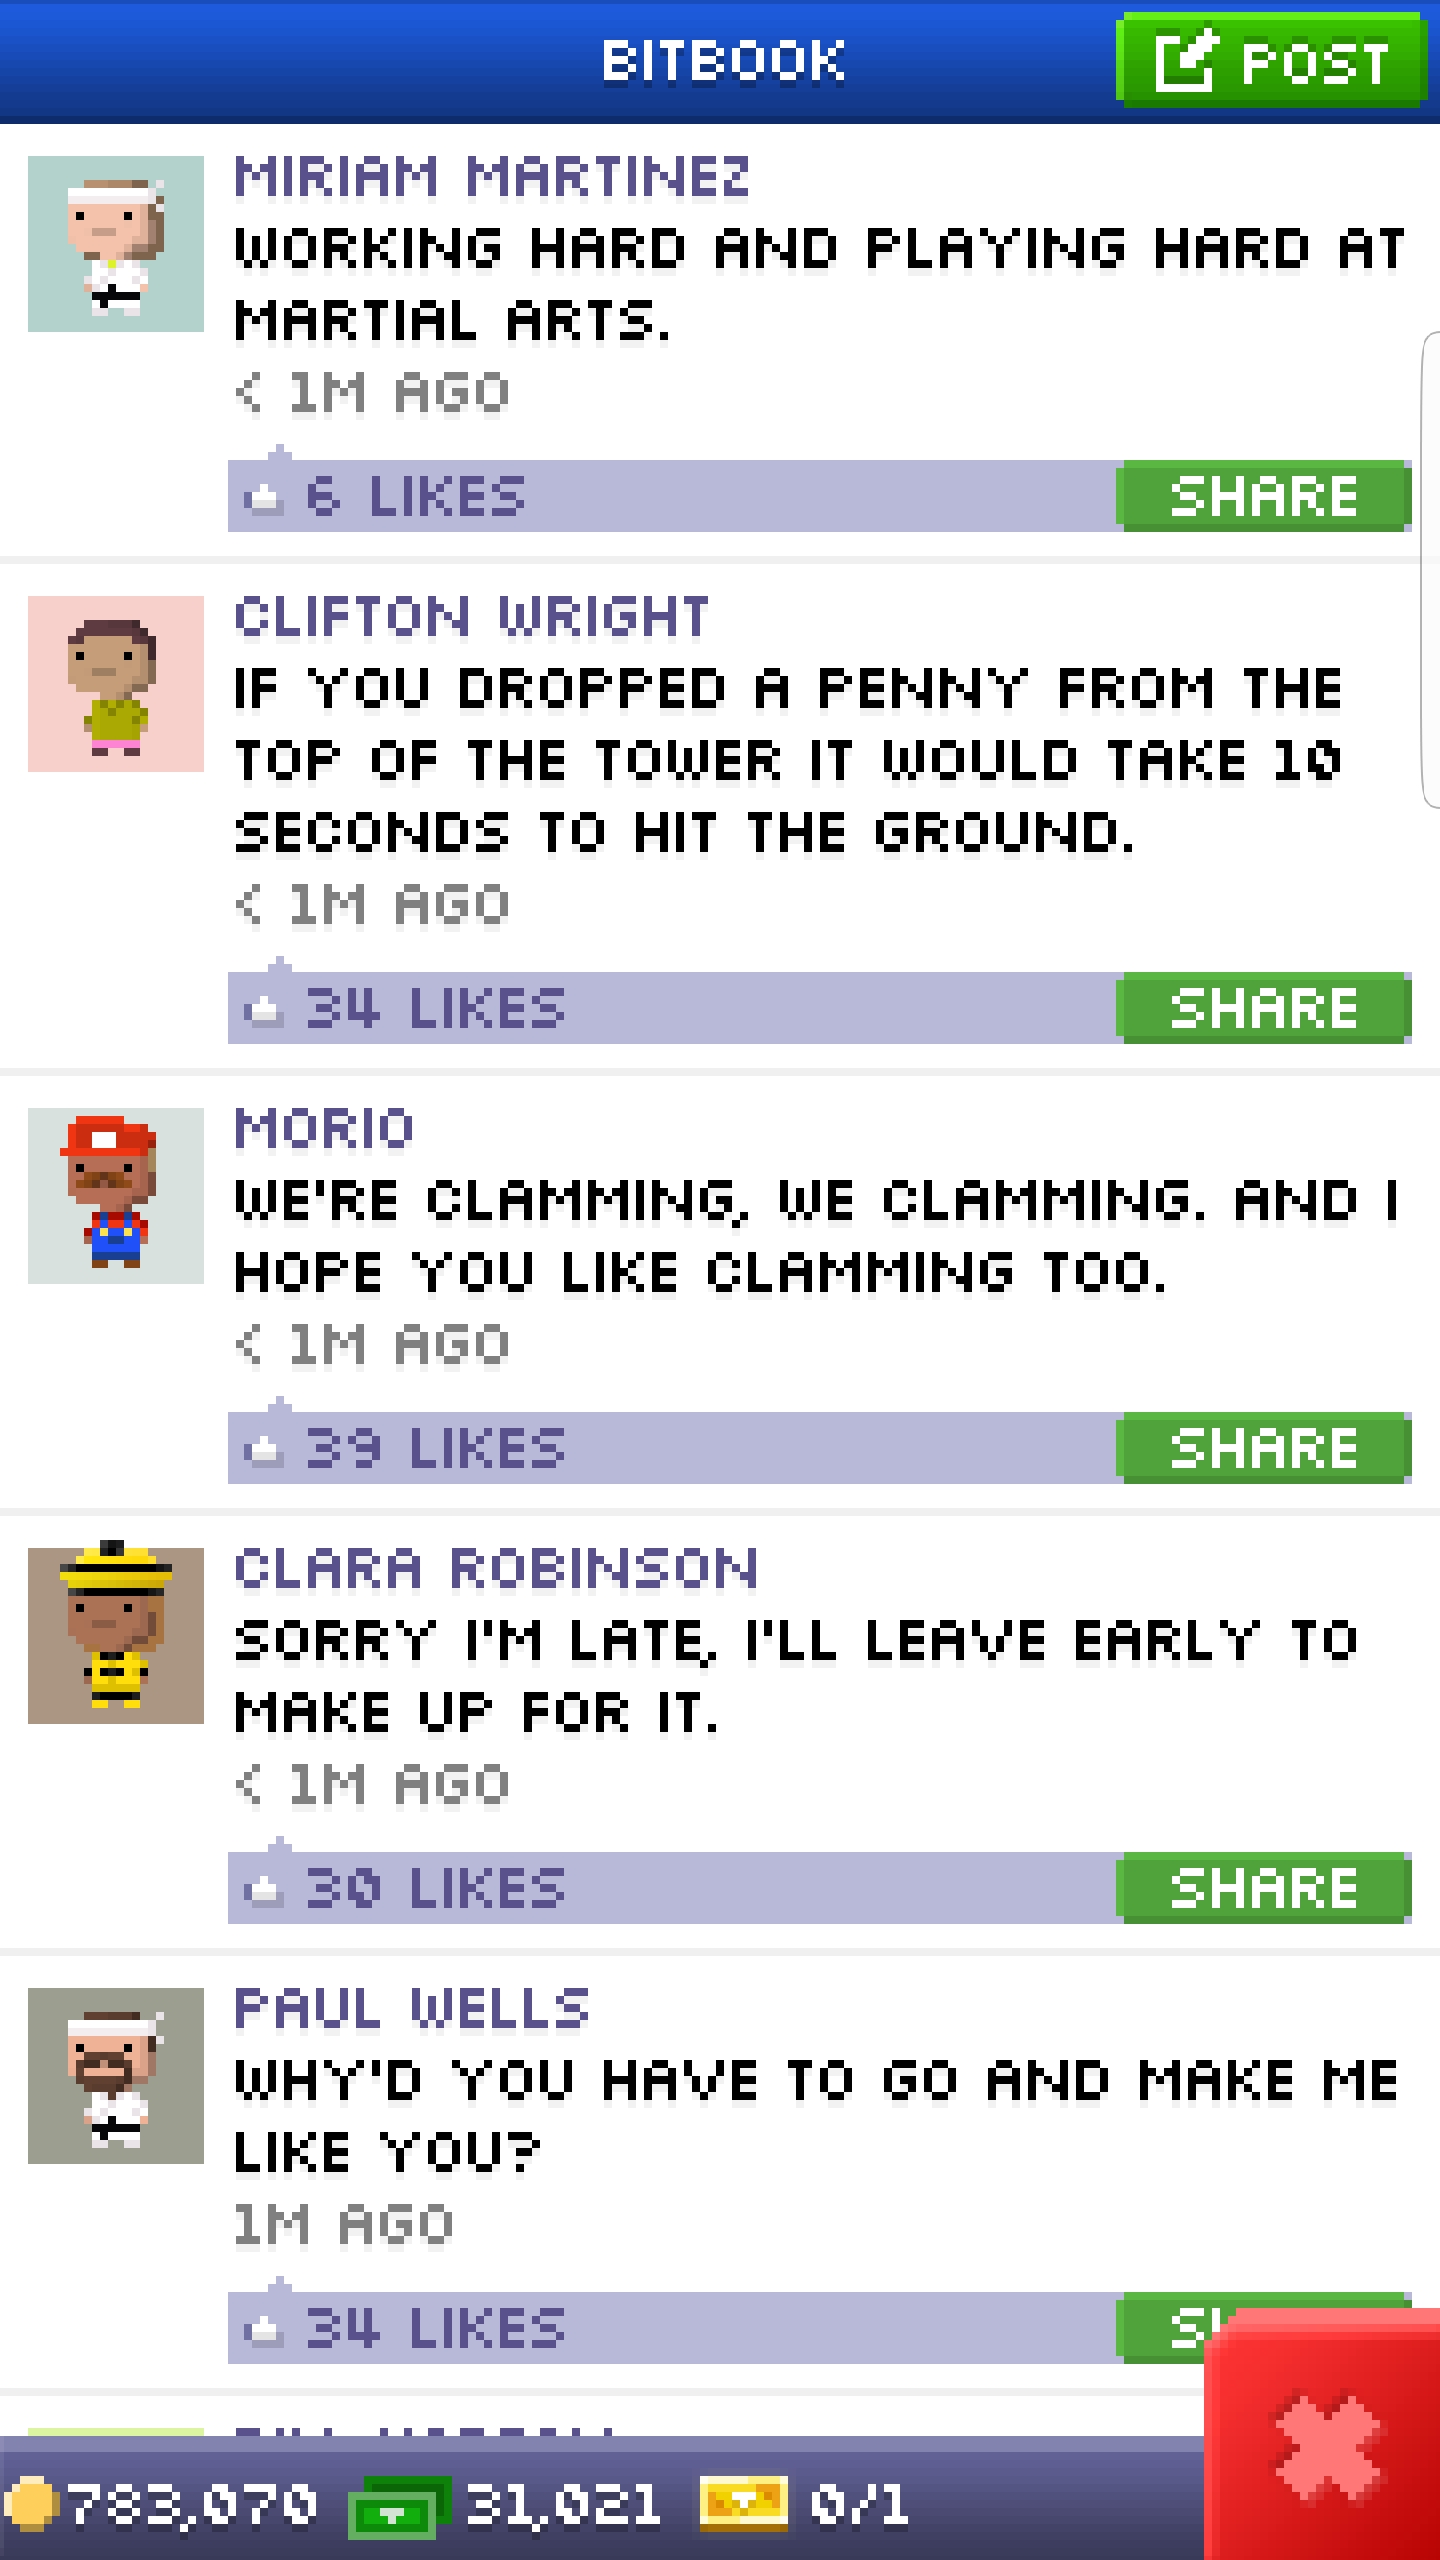 BITBOOK
POST
MIRIAM MARTINEZ
WORKING HARD AND PLAYING HARD AT
MARTIAL ARTS.
< 1M AGO
6 LIKES
SHARE
CLIFTON WRIGHT
IF YOU DROPPED A PENNY FROM THE
TOP OF THE TOWER IT WOULD TAKE 10
SECONDS TO HIT THE GROUND.
< 1M AGO
34 LIKES
SHARE
MORIO
WE'RE CLAMMING, WE CLAMMING. AND I
HOPE YOU LIKE CLAMMING TOO.
< 1M AGO
39 LIKES
SHARE
CLARA ROBINSON
SORRY I'M LATE, I'LL LEAVE EARLY TO
MAKE UP FOR IT.
< 1M AGO
30 LIKES
SHARE
PAUL WELLS
WHY'D YOU HAVE TO GO AND MAKE ME
LIKE YOU?
1M AGO
34 LIKES
783,070
31,021
0/1